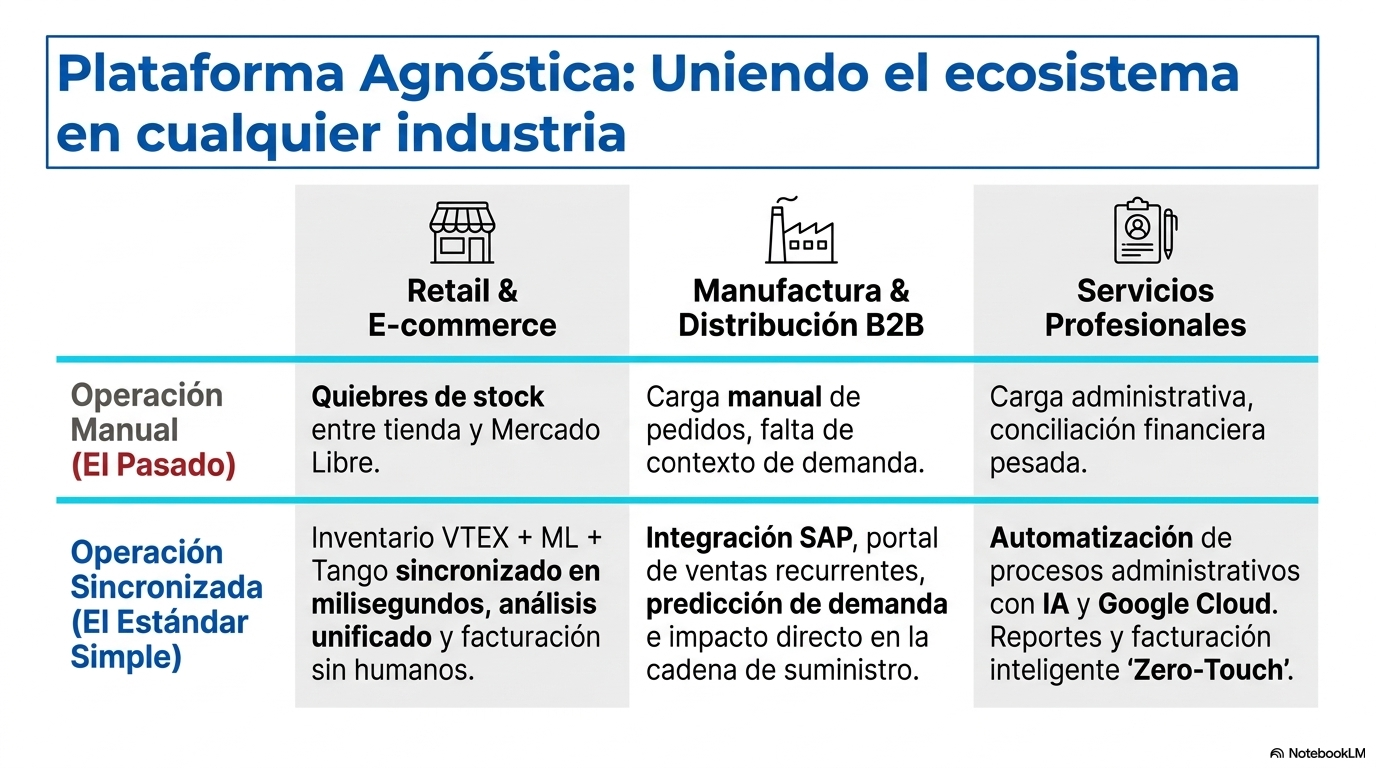 Plataforma Agnóstica: Uniendo el ecosistema
en cualquier industria
Retail &
E-commerce
Manufactura &
Distribución B2B
Servicios
Profesionales
Operación
Manual
(El Pasado)
Quiebres de stock
entre tienda y Mercado
Libre.
Carga manual de
pedidos, falta de
contexto de demanda.
Carga administrativa,
conciliación financiera
pesada.
Operación
Sincronizada
(El Estándar
Simple)
Inventario VTEX + ML +
Tango sincronizado en
milisegundos, análisis
unificado y facturación
sin humanos.
Integración SAP, portal
de ventas recurrentes,
predicción de demanda
e impacto directo en la
cadena de suministro.
Automatización de
procesos administrativos
con IA y Google Cloud.
Reportes y facturación
inteligente ‘Zero-Touch’.
NotebookLM